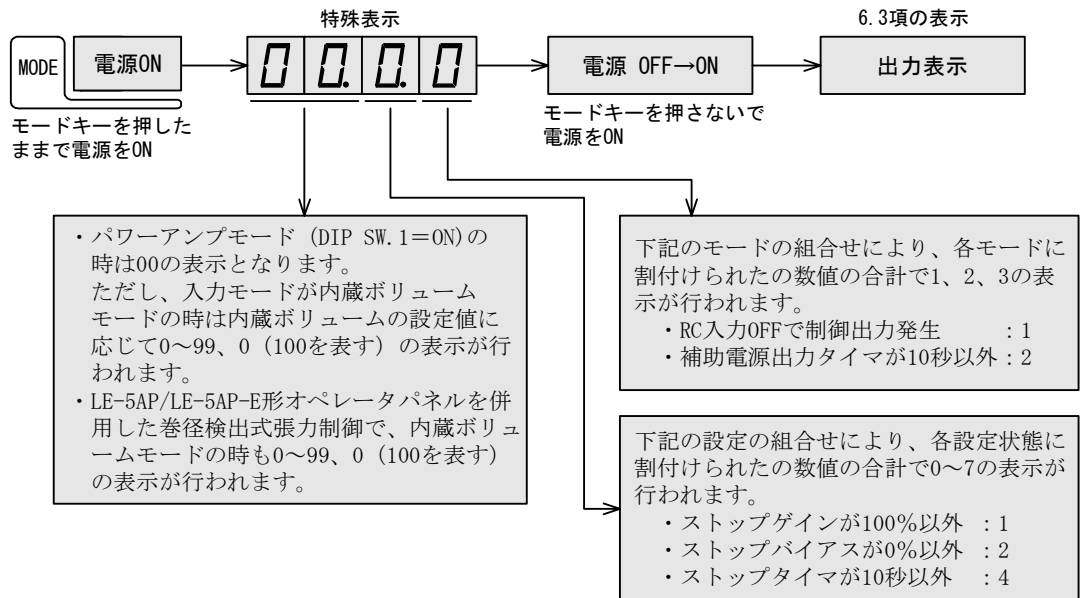 特殊表示
6.3項の表示
MODE
電源ON
0 0. 0. 0
電源 OFF→ON
出力表示
モードキーを押した
ままで電源をON
モードキーを押さないで
電源をON
・パワーアンプモード (DIP SW.1=ON)の
時は00の表示となります。
ただし、入力モードが内蔵ボリューム
モードの時は内蔵ボリュームの設定値に
応じて0～99、0 (100を表す) の表示が行
われます。
・LE-5AP/LE-5AP-E形オペレータパネルを併
用した巻径検出式張力制御で、内蔵ボリュ
ームモードの時も0～99、0 (100を表す)
の表示が行われます。
下記のモードの組合せにより、各モードに
割付けられたの数値の合計で1、2、3の表
示が行われます。
・RC入力OFFで制御出力発生 :1
・補助電源出力タイマが10秒以外:2
下記の設定の組合せにより、各設定状態に
割付けられたの数値の合計で0～7の表示が
行われます。
・ストップゲインが100%以外 :1
・ストップバイアスが0%以外 :2
・ストップタイマが10秒以外 :4